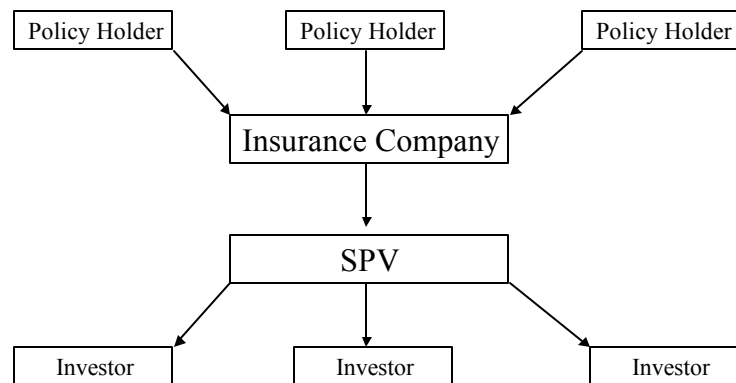 Policy Holder Policy Holder Policy Holder
Insurance Company
SPV
Investor Investor Investor